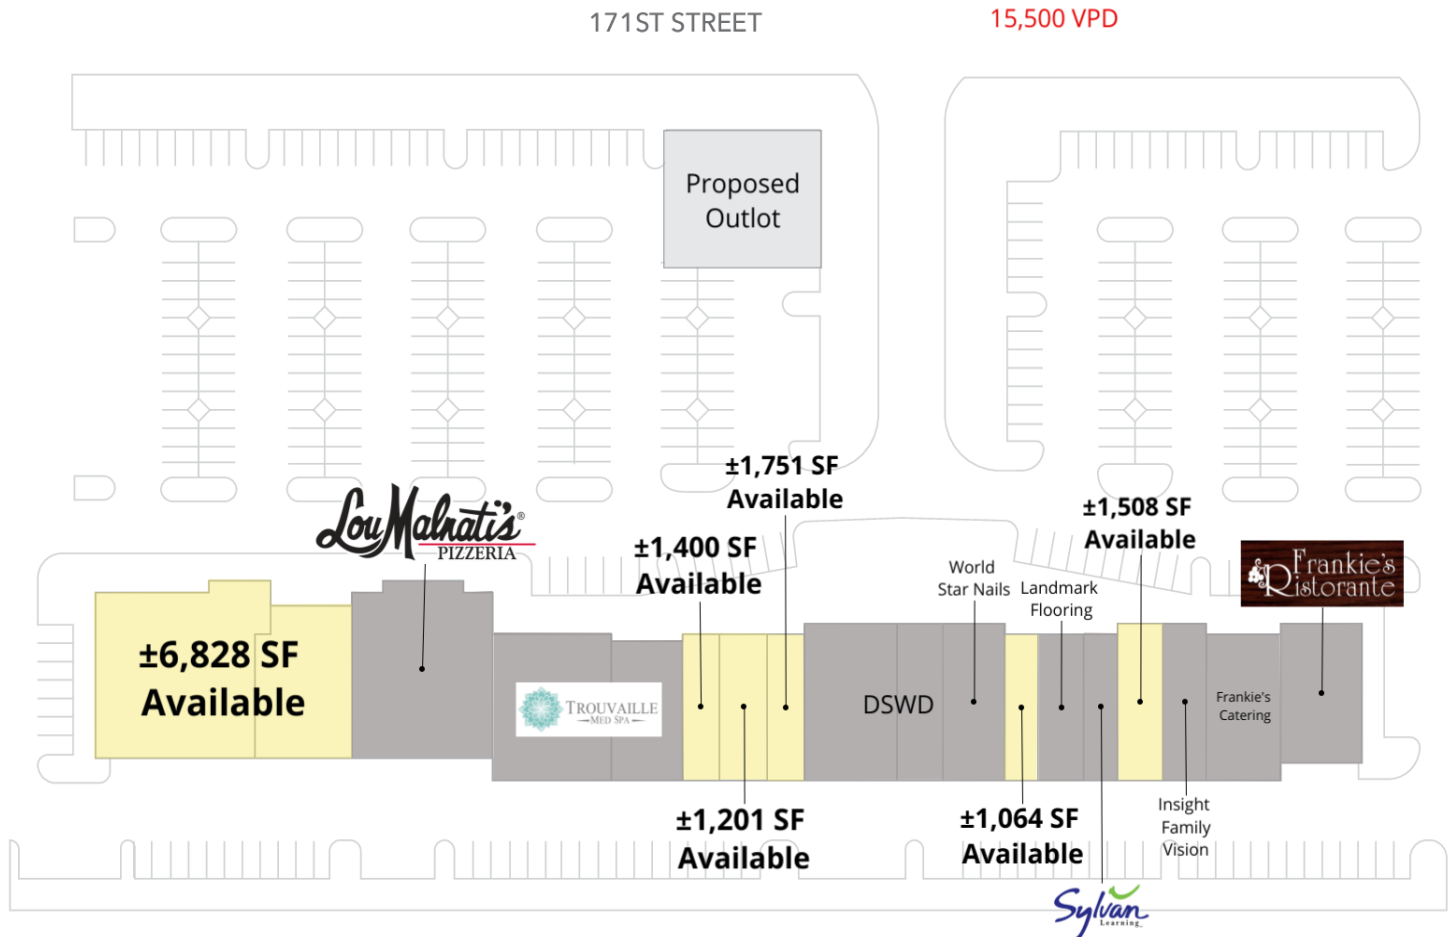 171ST STREET
15,500 VPD
Proposed
Outlot
±1,751 SF
Available
Lou Malnati's®
PIZZERIA
±1,400 SF
Available
±1,508 SF
Available
World
Star Nails
Landmark
Flooring
Frankie's
Ristorante
±6,828 SF
Available
TROUVAILLE
MED SPA
DSWD
Frankie's
Catering
±1,201 SF
Available
±1,064 SF
Available
Insight
Family
Vision
Sylvan
Learning